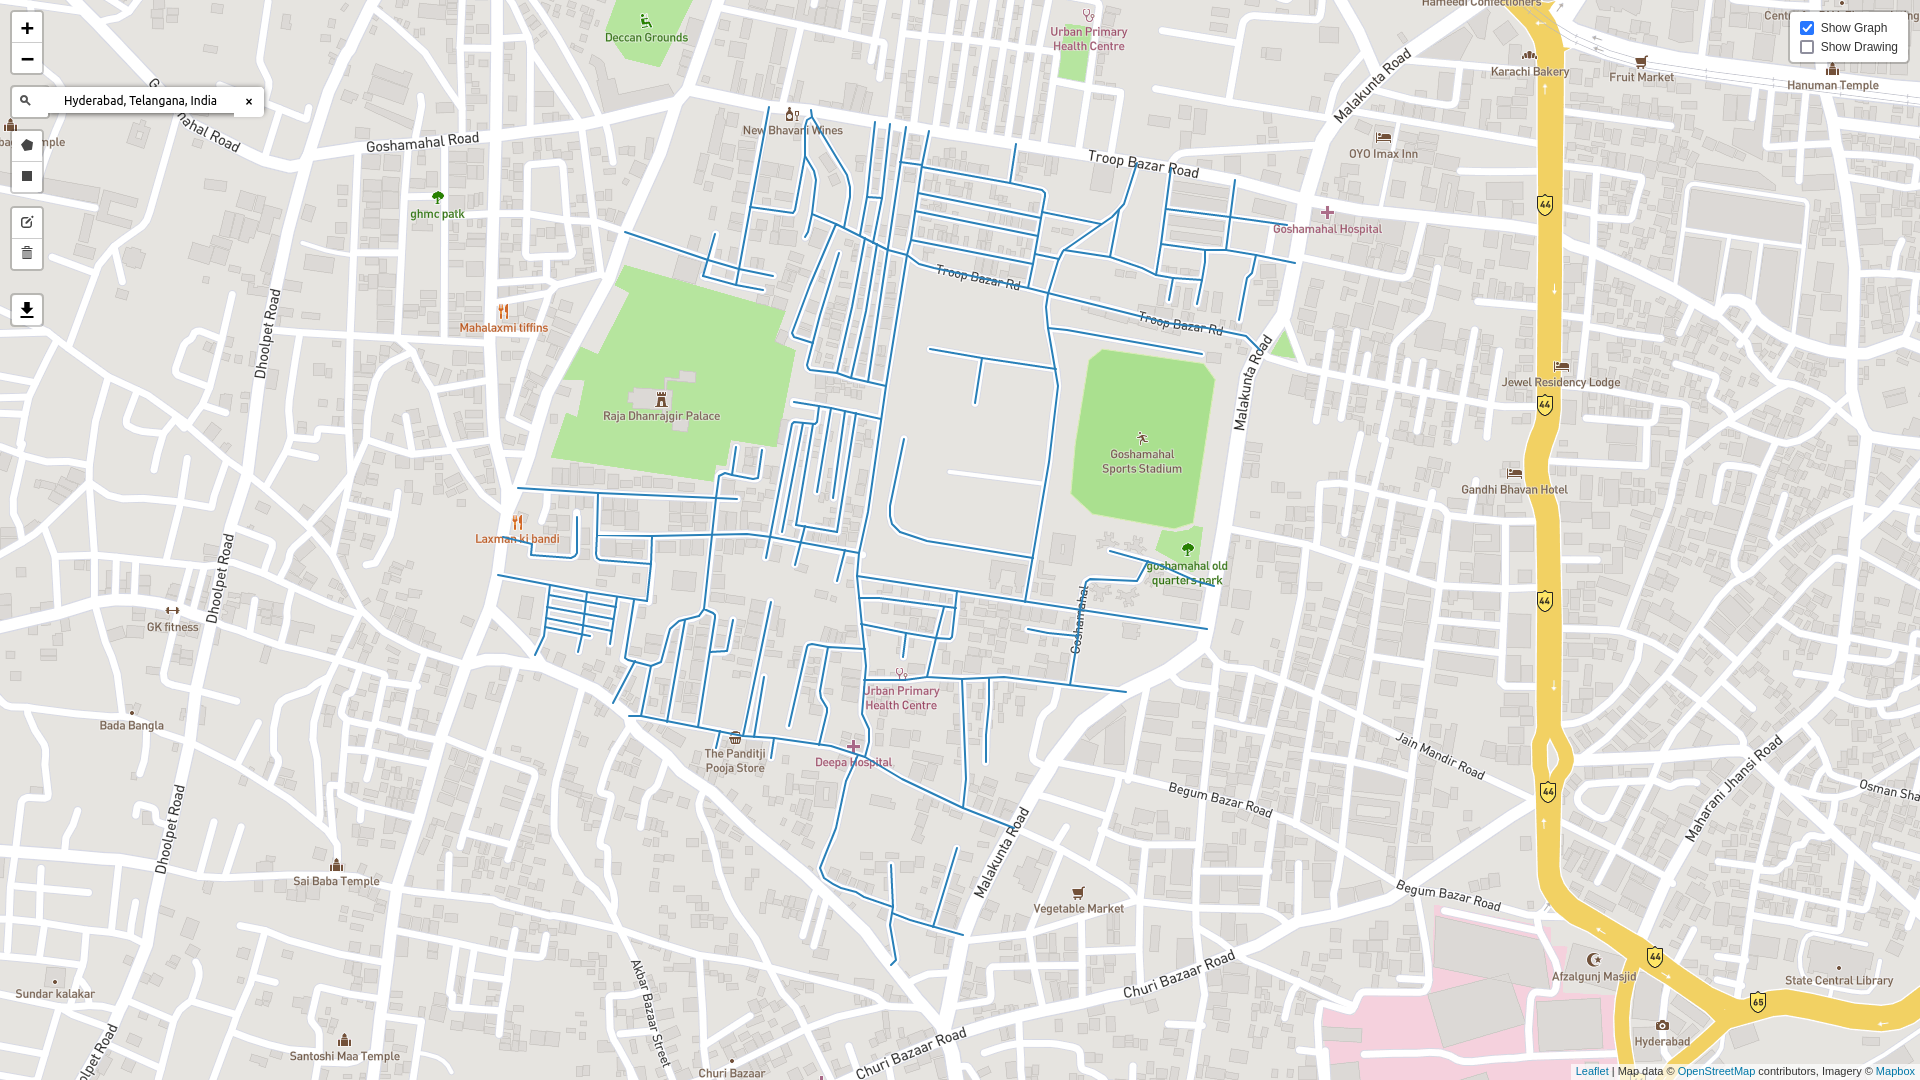 +
−
Hyderabad, Telangana, India
×
Show Graph
Show Drawing
Deccan Grounds
Urban Primary
Health Centre
Hameedi Confectioners
Karachi Bakery
Fruit Market
Hanuman Temple
Malakunta Road
New Bhavani Wines
Goshamahal Road
Troop Bazar Road
OYO Imax Inn
ghmc patk
44
Goshamahal Hospital
Troop Bazar Rd
Troop Bazar Rd
Mahalaxmi tiffins
Dhoolpet Road
Malakunta Road
Jewel Residency Lodge
44
Raja Dhanrajgir Palace
Goshamahal
Sports Stadium
Gandhi Bhavan Hotel
Laxman ki bandi
Dhoolpet Road
goshamahal old
quarters park
44
GK fitness
Goshamahal
Urban Primary
Health Centre
Bada Bangla
The Panditji
Pooja Store
Deepa Hospital
Jain Mandir Road
Begum Bazar Road
44
Maharani Jhansi Road
Osman Sha
Dhoolpet Road
Malakunta Road
Sai Baba Temple
Vegetable Market
Begum Bazar Road
44
Afzalgunj Masjid
State Central Library
Sundar kalakar
Akbar Bazaar Street
Churi Bazaar Road
65
Hyderabad
Santoshi Maa Temple
Churi Bazaar Road
Churi Bazaar
Leaflet | Map data © OpenStreetMap contributors, Imagery © Mapbox